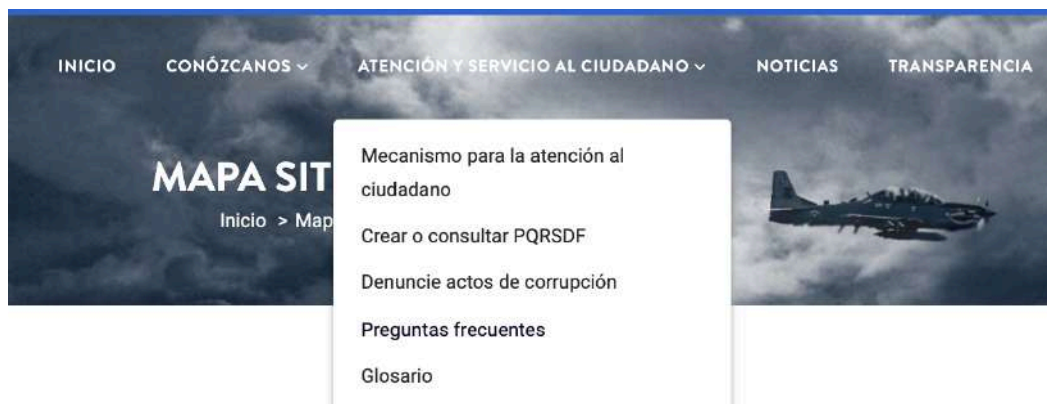 INICIO CONÓZCANOS ATENCIÓN Y SERVICIO AL CIUDADANO NOTICIAS TRANSPARENCIA
MAPA SIT
Inicio > Map
Mecanismo para la atención al
ciudadano
Crear o consultar PQRSDF
Denuncie actos de corrupción
Preguntas frecuentes
Glosario